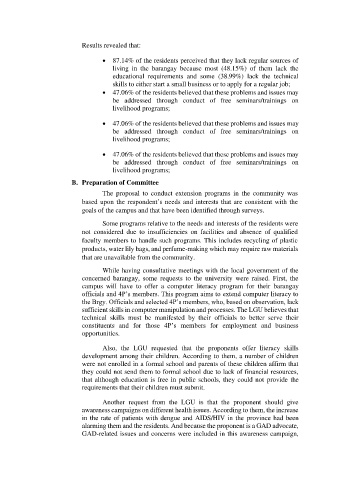 Results revealed that:
• 87.14% of the residents perceived that they lack regular sources of
living in the barangay because most (48.15%) of them lack the
educational requirements and some (38.99%) lack the technical
skills to either start a small business or to apply for a regular job;
• 47.06% of the residents believed that these problems and issues may
be addressed through conduct of free seminars/trainings on
livelihood programs;
• 47.06% of the residents believed that these problems and issues may
be addressed through conduct of free seminars/trainings on
livelihood programs;
• 47.06% of the residents believed that these problems and issues may
be addressed through conduct of free seminars/trainings on
livelihood programs;
B. Preparation of Committee
The proposal to conduct extension programs in the community was
based upon the respondent's needs and interests that are consistent with the
goals of the campus and that have been identified through surveys.
Some programs relative to the needs and interests of the residents were
not considered due to insufficiencies on facilities and absence of qualified
faculty members to handle such programs. This includes recycling of plastic
products, water lily bags, and perfume-making which may require raw materials
that are unavailable from the community.
While having consultative meetings with the local government of the
concerned barangay, some requests to the university were raised. First, the
campus will have to offer a computer literacy program for their barangay
officials and 4P's members. This program aims to extend computer literacy to
the Brgy. Officials and selected 4P's members, who, based on observation, lack
sufficient skills in computer manipulation and processes. The LGU believes that
technical skills must be manifested by their officials to better serve their
constituents and for those 4P's members for employment and business
opportunities.
Also, the LGU requested that the proponents offer literacy skills
development among their children. According to them, a number of children
were not enrolled in a formal school and parents of these children affirm that
they could not send them to formal school due to lack of financial resources,
that although education is free in public schools, they could not provide the
requirements that their children must submit.
Another request from the LGU is that the proponent should give
awareness campaigns on different health issues. According to them, the increase
in the rate of patients with dengue and AIDS/HIV in the province had been
alarming them and the residents. And because the proponent is a GAD advocate,
GAD-related issues and concerns were included in this awareness campaign,